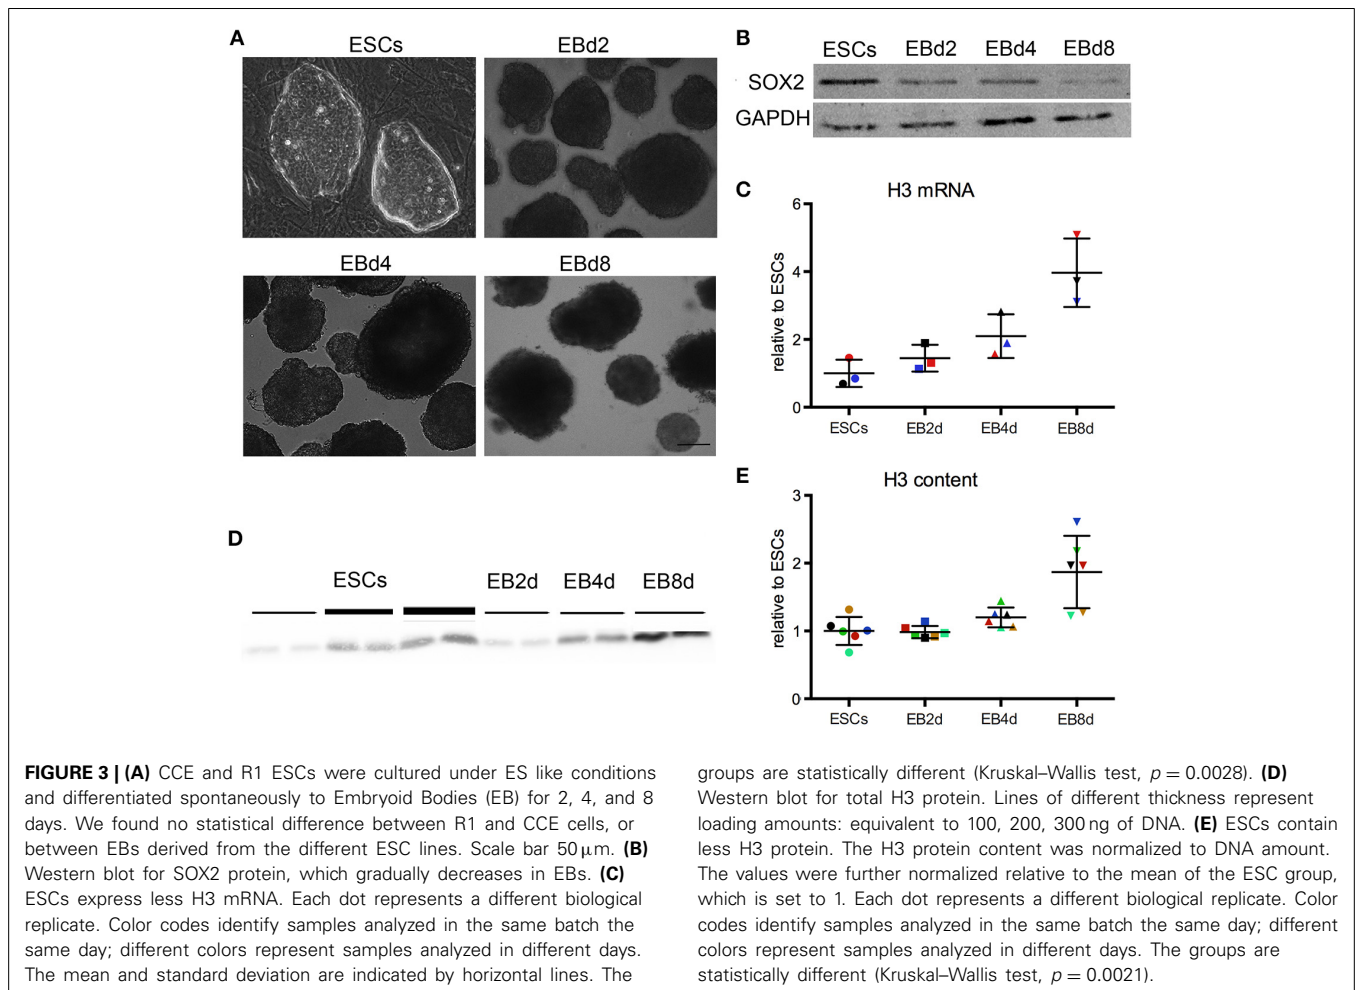 A
ESCs
EBd2
EBd4
EBd8
B
ESCs EBd2 EBd4 EBd8
SOX2
GAPDH
C
H3 mRNA
relative to ESCs
6
4
2
0
ESCs EB2d EB4d EB8d
D
ESCs EB2d EB4d EB8d
E
H3 content
relative to ESCs
3
2
1
0
ESCs EB2d EB4d EB8d
FIGURE 3 | (A) CCE and R1 ESCs were cultured under ES like conditions
and differentiated spontaneously to Embryoid Bodies (EB) for 2, 4, and 8
days. We found no statistical difference between R1 and CCE cells, or
between EBs derived from the different ESC lines. Scale bar 50 μm. (B)
Western blot for SOX2 protein, which gradually decreases in EBs. (C)
ESCs express less H3 mRNA. Each dot represents a different biological
replicate. Color codes identify samples analyzed in the same batch the
same day; different colors represent samples analyzed in different days.
The mean and standard deviation are indicated by horizontal lines. The
groups are statistically different (Kruskal–Wallis test, p = 0.0028). (D)
Western blot for total H3 protein. Lines of different thickness represent
loading amounts: equivalent to 100, 200, 300 ng of DNA. (E) ESCs contain
less H3 protein. The H3 protein content was normalized to DNA amount.
The values were further normalized relative to the mean of the ESC group,
which is set to 1. Each dot represents a different biological replicate. Color
codes identify samples analyzed in the same batch the same day; different
colors represent samples analyzed in different days. The groups are
statistically different (Kruskal–Wallis test, p = 0.0021).